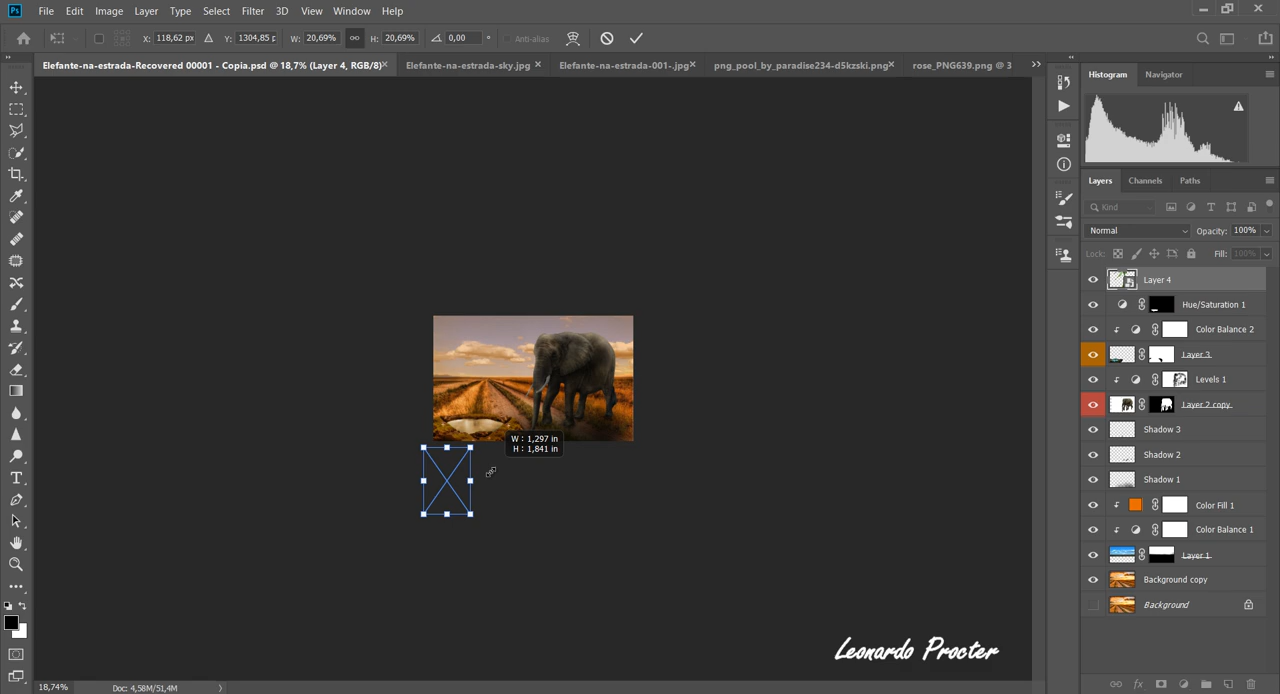 Ps File Edit Image Layer Type Select Filter 3D View Window Help
X: 118,62 px Y: 1304,85 p W: 20,69% H: 20,69% 0,00 ° Anti-alias
Elefante-na-estrada-Recovered 00001 - Copia.psd @ 18,7% (Layer 4, RGB/8) Elefante-na-estrada-sky.jpg Elefante-na-estrada-001-.jpg png_pool_by_paradise234-d5kzski.png rose_PNG639.png @ 3
Histogram Navigator
Layers Channels Paths
Kind
Normal Opacity: 100%
Lock: Fill: 100%
Layer 4
Hue/Saturation 1
Color Balance 2
Layer 3
Levels 1
Layer 2 copy
Shadow 3
Shadow 2
Shadow 1
Color Fill 1
Color Balance 1
Layer 1
Background copy
Background
W : 1,297 in
H : 1,841 in
Leonardo Procter
18,74% Doc: 4,58M/51,4M